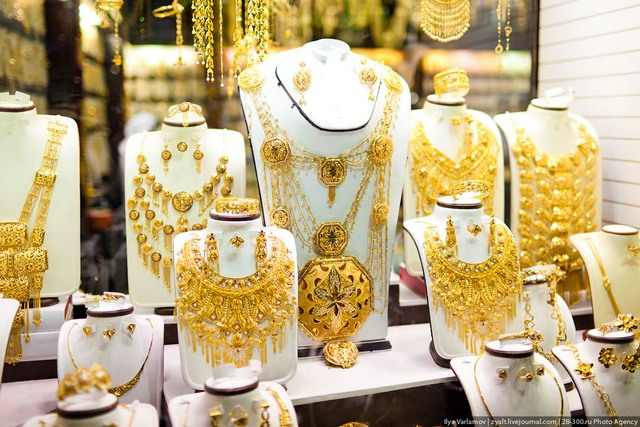 Ilya Varlamov | zyalt.livejournal.com | 28-300.ru Photo Agency